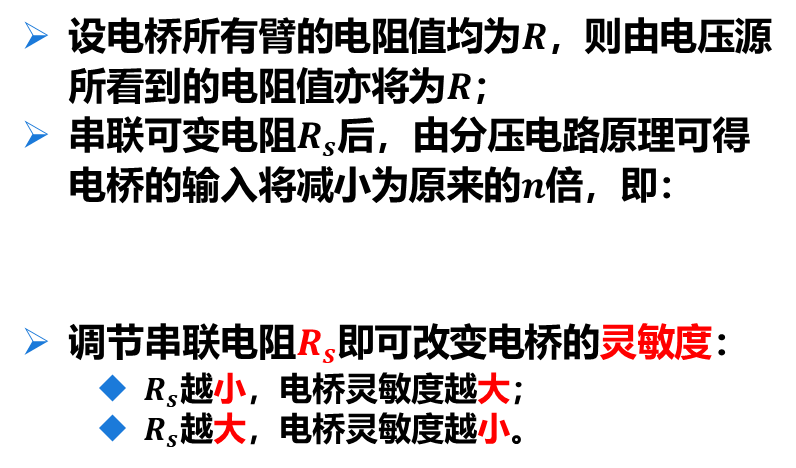 设电桥所有臂的电阻值均为R，则由电压源
所看到的电阻值亦将为R；
串联可变电阻Rₛ后，由分压电路原理可得
电桥的输入将减小为原来的n倍，即：
调节串联电阻Rₛ即可改变电桥的灵敏度：
Rₛ越小，电桥灵敏度越大；
Rₛ越大，电桥灵敏度越小。